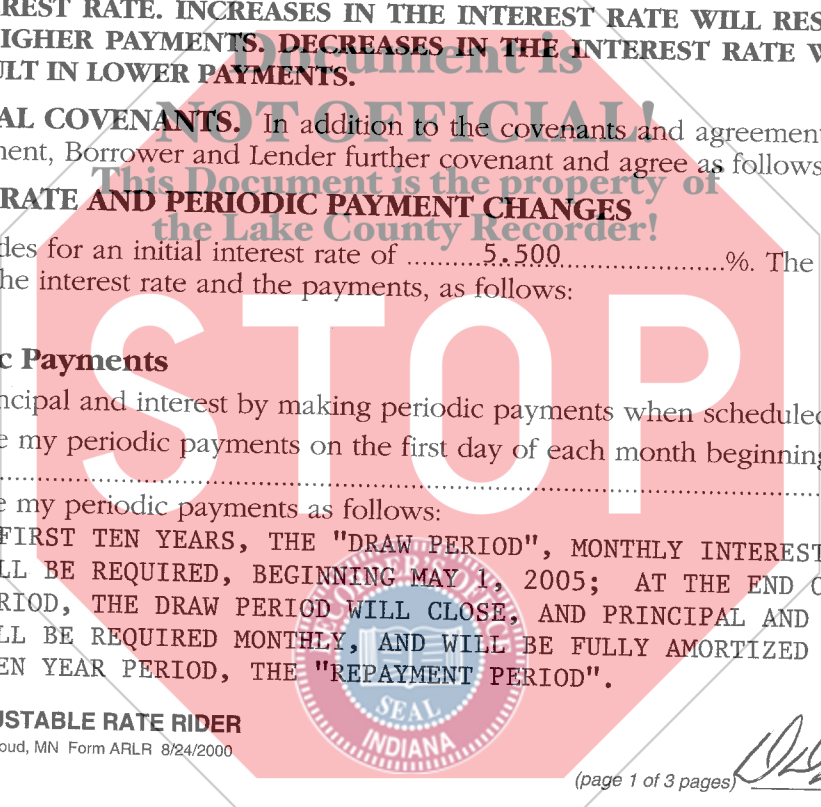 REST RATE. INCREASES IN THE INTEREST RATE WILL RES
IGHER PAYMENTS. DECREASES IN THE INTEREST RATE W
ULT IN LOWER PAYMENTS.
Document is
AL COVENANTS. In addition to the covenants and agreement
NOT OFFICIAL!
ment, Borrower and Lender further covenant and agree as follows
This Document is the property of
RATE AND PERIODIC PAYMENT CHANGES
the Lake County Recorder!
des for an initial interest rate of ..........5.500......................%. The
he interest rate and the payments, as follows:
STOP
c Payments
ncipal and interest by making periodic payments when scheduled
e my periodic payments on the first day of each month beginning
e my periodic payments as follows:
FIRST TEN YEARS, THE "DRAW PERIOD", MONTHLY INTEREST
LL BE REQUIRED, BEGINNING MAY 1, 2005; AT THE END O
RIOD, THE DRAW PERIOD WILL CLOSE, AND PRINCIPAL AND
LL BE REQUIRED MONTHLY, AND WILL BE FULLY AMORTIZED
EN YEAR PERIOD, THE "REPAYMENT PERIOD".
SEAL
INDIANA
USTABLE RATE RIDER
oud, MN Form ARLR 8/24/2000
(page 1 of 3 pages)